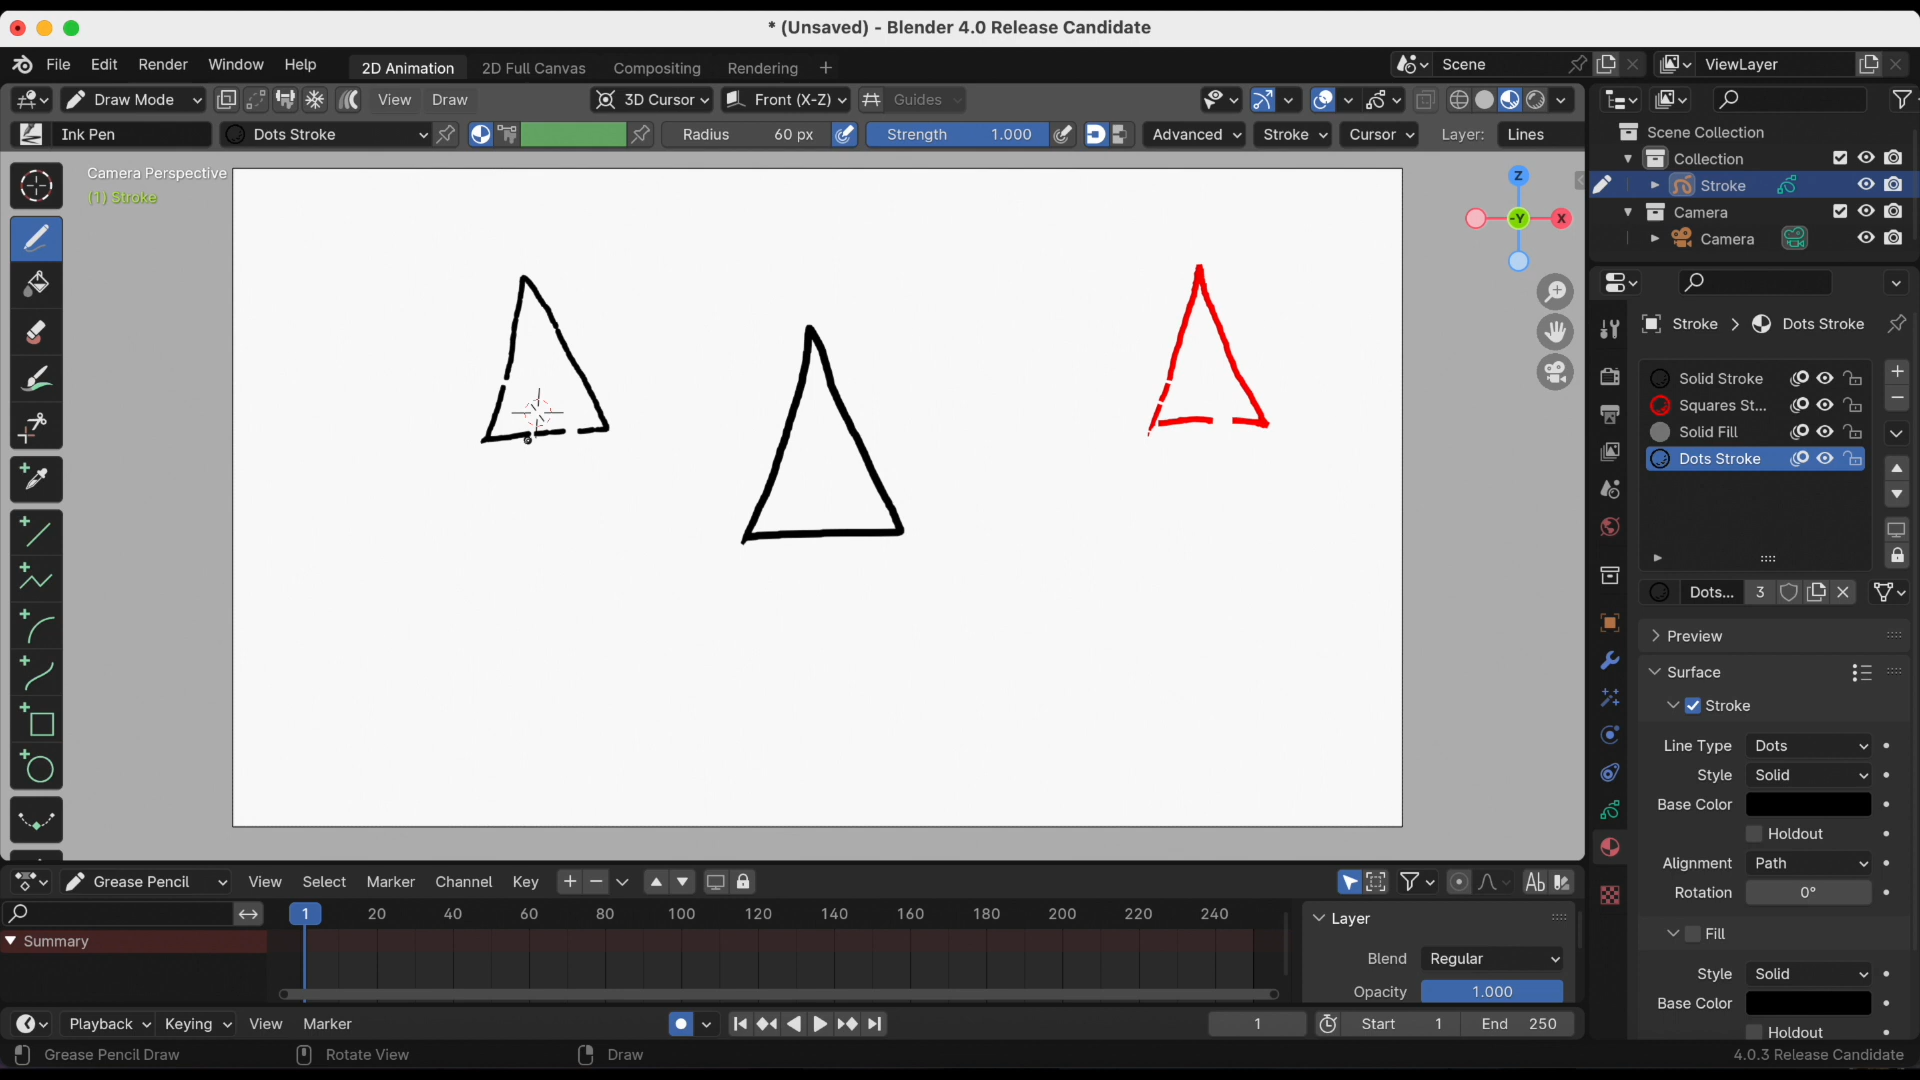 * (Unsaved) - Blender 4.0 Release Candidate
File Edit Render Window Help 2D Animation 2D Full Canvas Compositing Rendering + Scene ViewLayer
Draw Mode View Draw 3D Cursor Front (X-Z) Guides
Ink Pen Dots Stroke Radius 60 px Strength 1.000 Advanced Stroke Cursor Layer: Lines
Camera Perspective
(1) Stroke
Z
-Y X
Scene Collection
Collection
Stroke
Camera
Camera
Stroke > Dots Stroke
Solid Stroke
Squares St...
Solid Fill
Dots Stroke
Dots... 3
Preview
Surface
Stroke
Line Type Dots
Style Solid
Base Color
Holdout
Alignment Path
Rotation 0°
Fill
Style Solid
Base Color
Holdout
Grease Pencil View Select Marker Channel Key
1 20 40 60 80 100 120 140 160 180 200 220 240
Summary
Layer
Blend Regular
Opacity 1.000
Playback Keying View Marker 1 Start 1 End 250
Grease Pencil Draw Rotate View Draw 4.0.3 Release Candidate